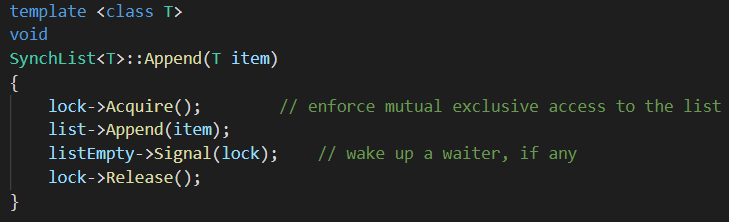 template <class T>
void
SynchList<T>::Append(T item)
{
    lock->Acquire();        // enforce mutual exclusive access to the list
    list->Append(item);
    listEmpty->Signal(lock);    // wake up a waiter, if any
    lock->Release();
}